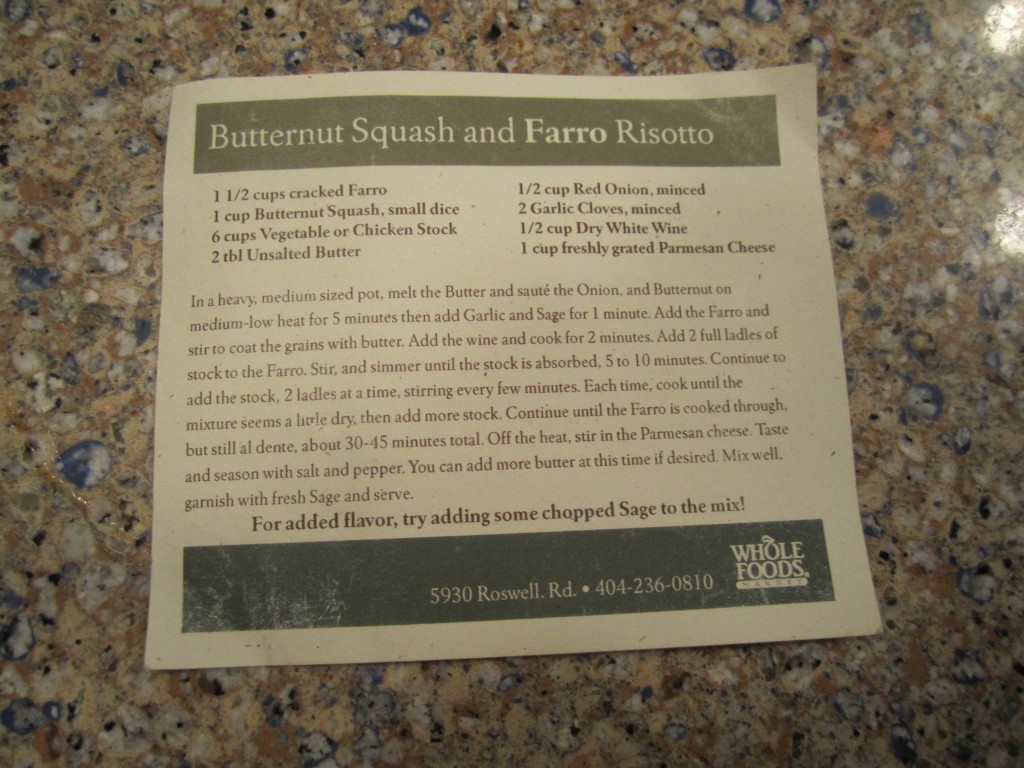 Butternut Squash and Farro Risotto
1 1/2 cups cracked Farro
1 cup Butternut Squash, small dice
6 cups Vegetable or Chicken Stock
2 tbl Unsalted Butter
1/2 cup Red Onion, minced
2 Garlic Cloves, minced
1/2 cup Dry White Wine
1 cup freshly grated Parmesan Cheese
In a heavy, medium sized pot, melt the Butter and sauté the Onion, and Butternut on
medium-low heat for 5 minutes then add Garlic and Sage for 1 minute. Add the Farro and
stir to coat the grains with butter. Add the wine and cook for 2 minutes. Add 2 full ladles of
stock to the Farro. Stir, and simmer until the stock is absorbed, 5 to 10 minutes. Continue to
add the stock, 2 ladles at a time, stirring every few minutes. Each time, cook until the
mixture seems a little dry, then add more stock. Continue until the Farro is cooked through,
but still al dente, about 30-45 minutes total. Off the heat, stir in the Parmesan cheese. Taste
and season with salt and pepper. You can add more butter at this time if desired. Mix well,
garnish with fresh Sage and serve.
For added flavor, try adding some chopped Sage to the mix!
5930 Roswell. Rd. • 404-236-0810
WHOLE
FOODS
MARKET